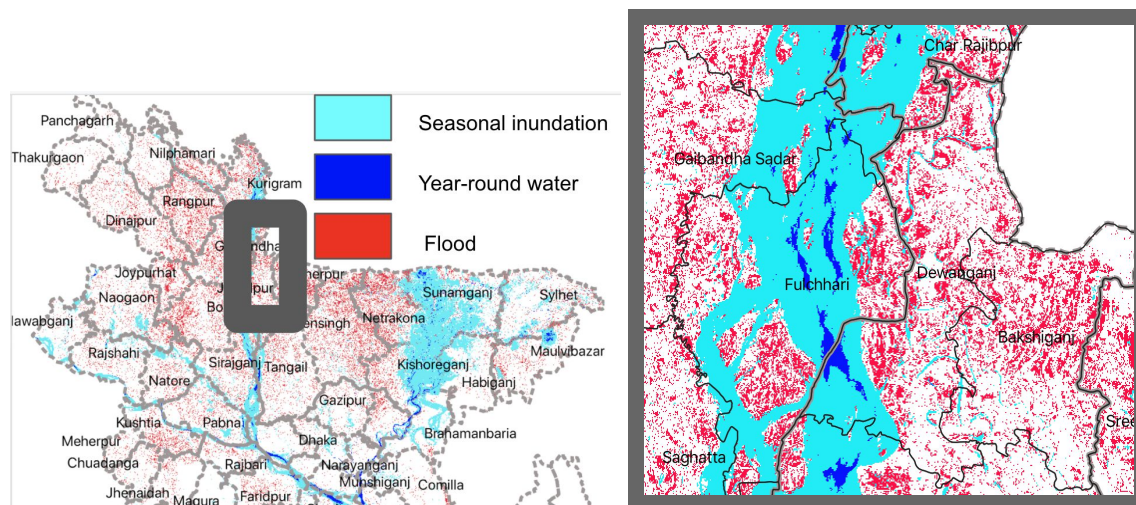 Panchagarh
Thakurgaon
Nilphamari
Kurigram
Rangpur
Dinajpur
Seasonal inundation
Year-round water
Flood
Joypurhat
Naogaon
Sunamganj
Sylhet
Netrakona
Rajshahi
Sirajganj
Tangail
Kishoreganj
Maulvibazar
Habiganj
Natore
Gazipur
Kushtia
Pabna
Dhaka
Brahamanbaria
Meherpur
Chuadanga
Rajbari
Narayanganj
Munshiganj
Comilla
Jhenaidah
Magura
Faridpur
Char Rajibpur
Gaibandha Sadar
Dewanganj
Fulchhari
Bakshiganj
Saghatta